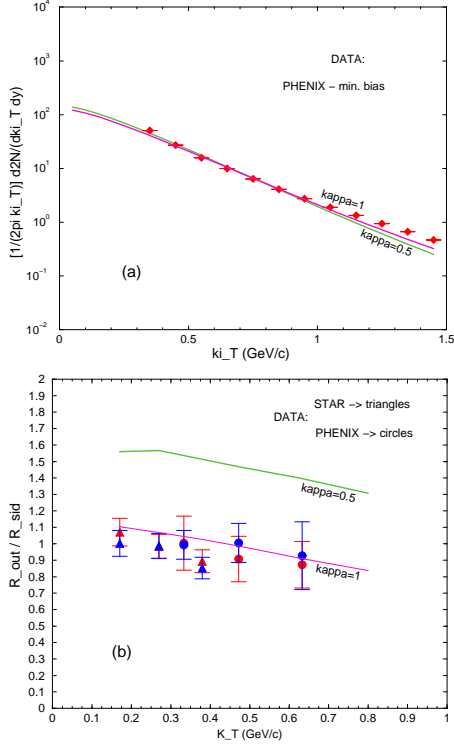 10^4
10^3
10^2
10^1
10^0
10^−1
10^−2
[1/(2pi ki_T)] d2N/(dki_T dy)
DATA:
PHENIX − min. bias
kappa=1
kappa=0.5
(a)
0
0.5
1
1.5
ki_T (GeV/c)
2
1.9
1.8
1.7
1.6
1.5
1.4
1.3
1.2
1.1
1
0.9
0.8
0.7
0.6
0.5
0.4
0.3
0.2
0.1
0
R_out / R_sid
STAR −> triangles
DATA:
PHENIX −> circles
kappa=0.5
kappa=1
(b)
0 0.1 0.2 0.3 0.4 0.5 0.6 0.7 0.8 0.9 1
K_T (GeV/c)